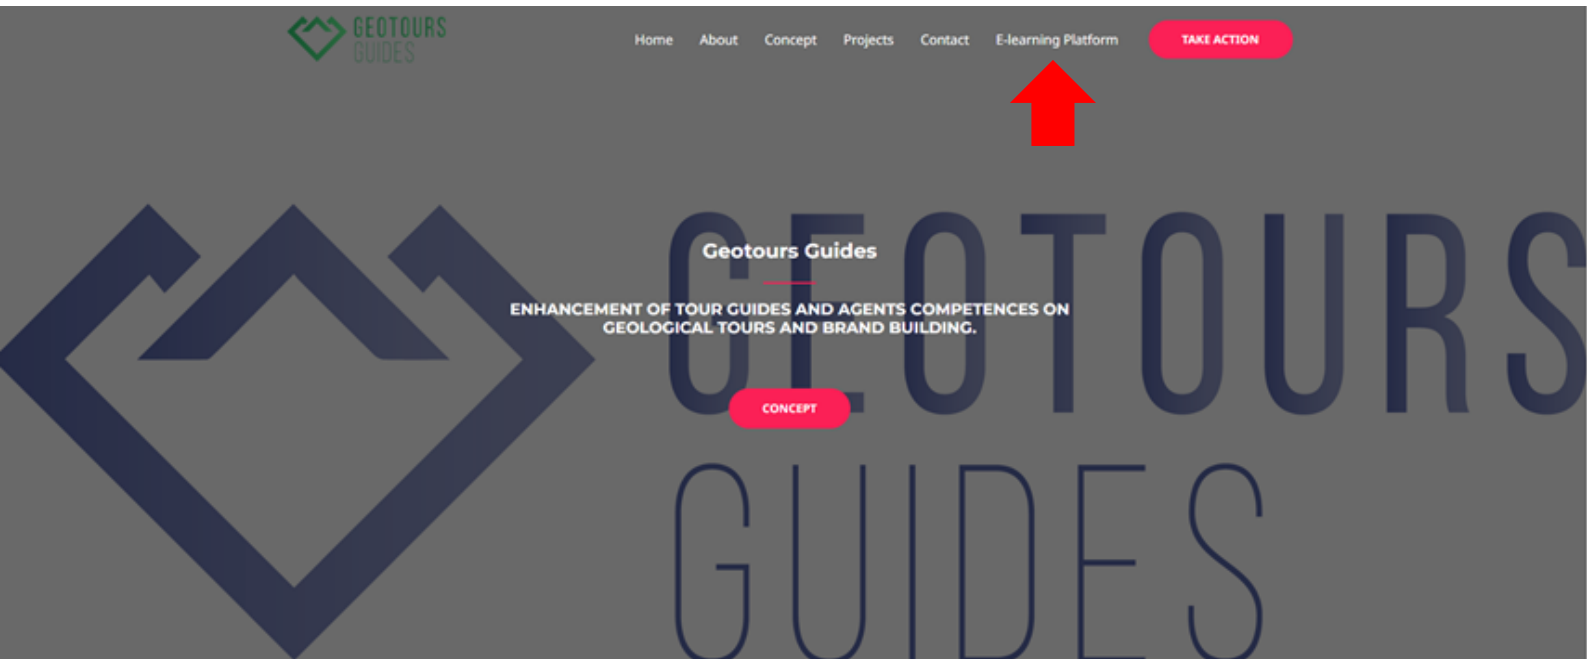 GEOTOURS
GUIDES
Home About Concept Projects Contact E-learning Platform TAKE ACTION
Geotours Guides
ENHANCEMENT OF TOUR GUIDES AND AGENTS COMPETENCES ON
GEOLOGICAL TOURS AND BRAND BUILDING.
CONCEPT
GEOTOURS
GUIDES